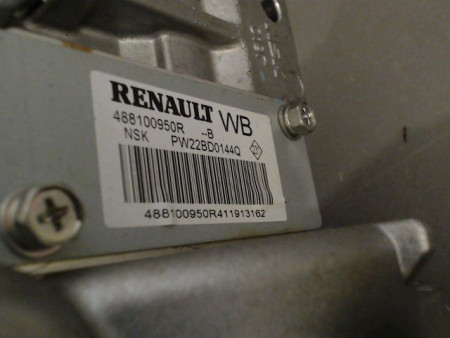 RENAULT WB
488100950R --B
NSK PW22BD0144Q
488100950R411913162